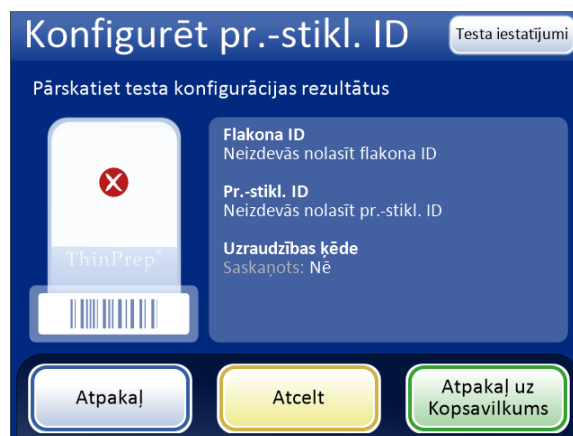 Konfigurēt pr.-stikl. ID
Testa iestatījumi
Pārskatiet testa konfigurācijas rezultātus
Flakona ID
Neizdevās nolasīt flakona ID
Pr.-stikl. ID
Neizdevās nolasīt pr.-stikl. ID
Uzraudzības ķēde
Saskaņots: Nē
ThinPrep®
Atpakaļ
Atcelt
Atpakaļ uz
Kopsavilkums